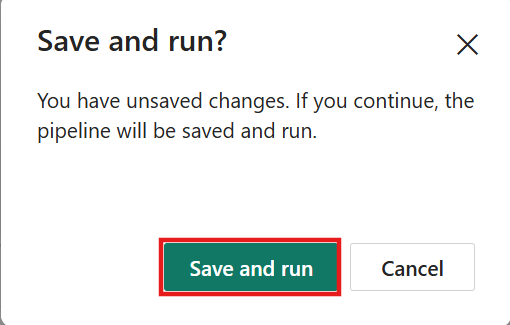 Save and run?
You have unsaved changes. If you continue, the
pipeline will be saved and run.
Save and run
Cancel